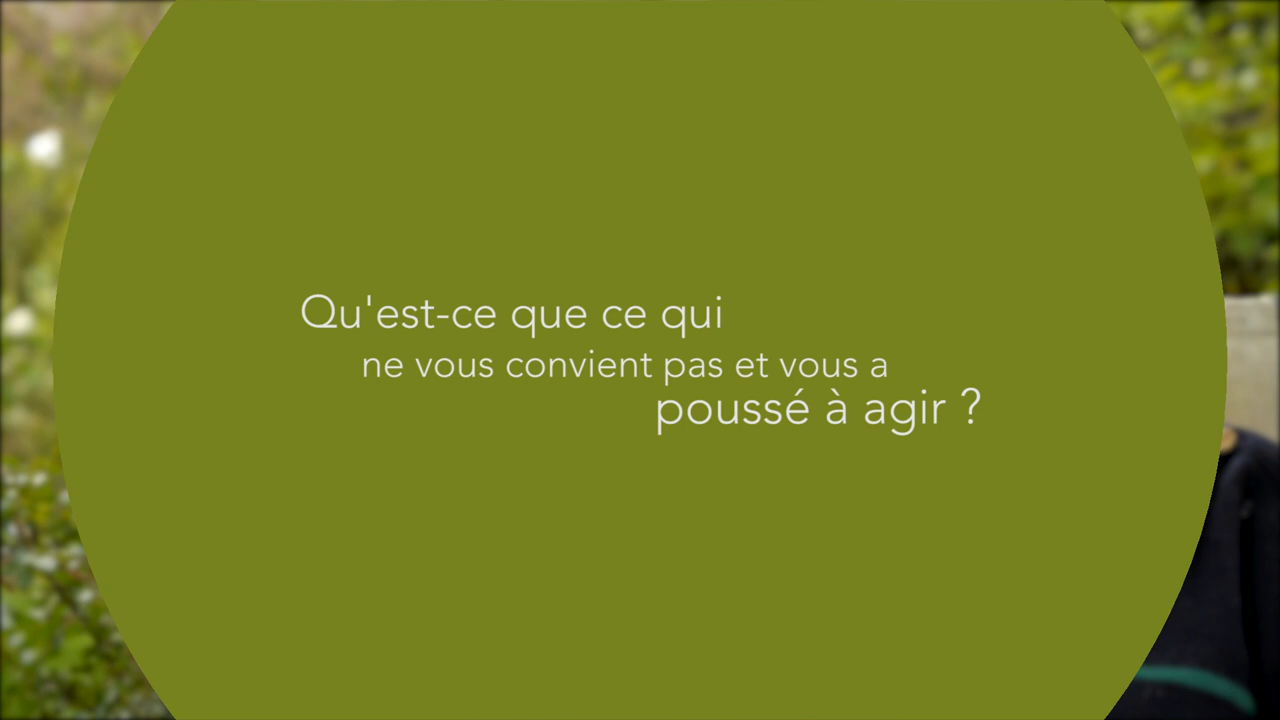 Qu'est-ce que ce qui
ne vous convient pas et vous a
poussé à agir ?